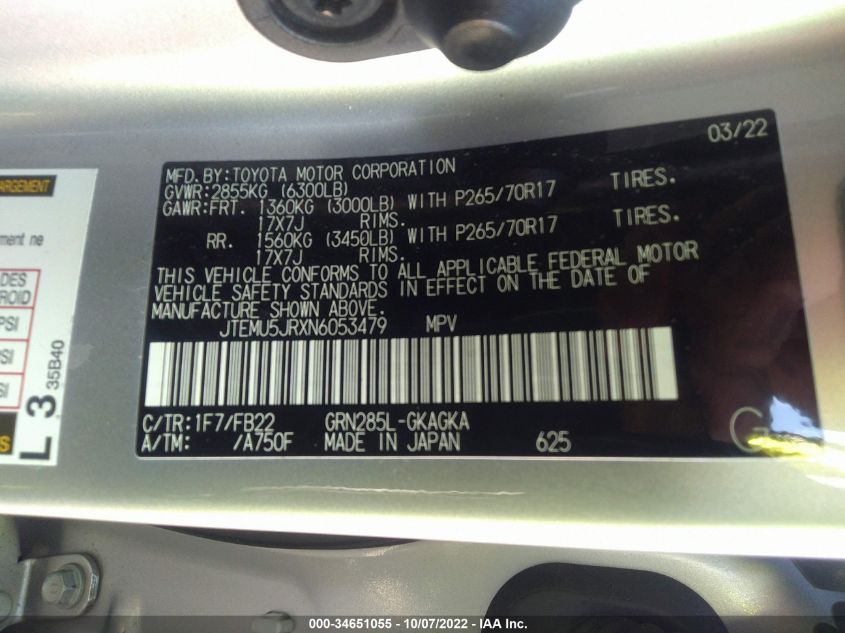 03/22
MFD. BY: TOYOTA MOTOR CORPORATION
GVWR: 2855KG (6300LB)
GAWR: FRT. 1360KG (3000LB) WITH P265/70R17 TIRES.
17X7J RIMS.
RR. 1560KG (3450LB) WITH P265/70R17 TIRES.
17X7J RIMS.
THIS VEHICLE CONFORMS TO ALL APPLICABLE FEDERAL MOTOR
VEHICLE SAFETY STANDARDS IN EFFECT ON THE DATE OF
MANUFACTURE SHOWN ABOVE.
JTEMU5JRXN6053479 MPV
C/TR: 1F7/FB22 GRN285L-GKAGKA
A/TM: /A750F MADE IN JAPAN 625
G
ARGEMENT
ment ne
DES
ROID
PSI
SI
SI
S
L 3
35B40
000-34651055 - 10/07/2022 - IAA Inc.